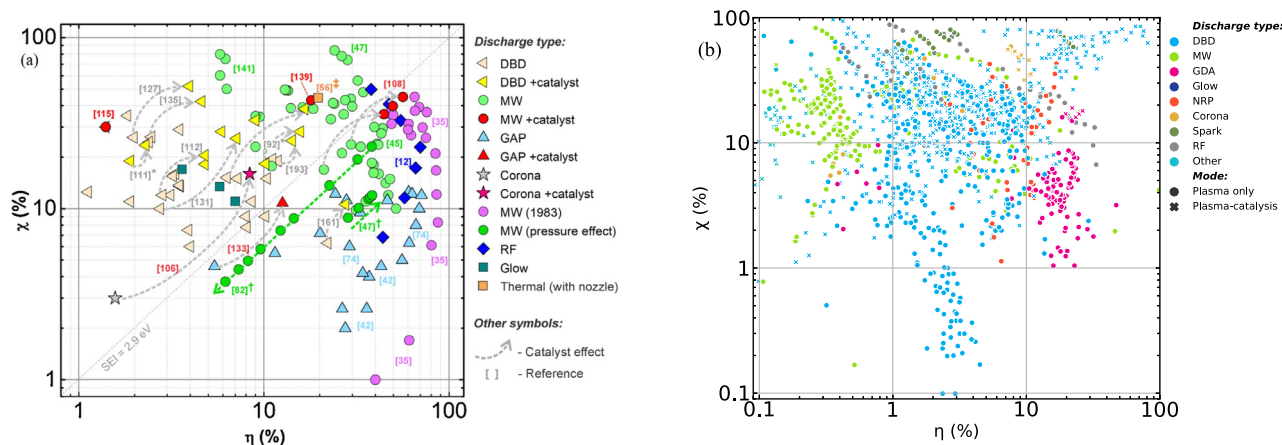 (a)
χ (%)
100
10
1
1
10
100
η (%)
[47]
[141]
[139]
[56]‡
[108]
[127]
[135]
[115]
[35]
[45]
[112]
[92]
[12]
[111]
[193]
[131]
[161]
[47]†
[74]
[133]
[74]
[35]
[106]
[42]
[82]†
[42]
[35]
SEI = 2.9 eV
Discharge type:
DBD
DBD +catalyst
MW
MW +catalyst
GAP
GAP +catalyst
Corona
Corona +catalyst
MW (1983)
MW (pressure effect)
RF
Glow
Thermal (with nozzle)
Other symbols:
- Catalyst effect
[ ] - Reference
(b)
χ (%)
100
10
1
0.1
0.1
1
10
100
η (%)
Discharge type:
DBD
MW
GDA
Glow
NRP
Corona
Spark
RF
Other
Mode:
Plasma only
Plasma-catalysis